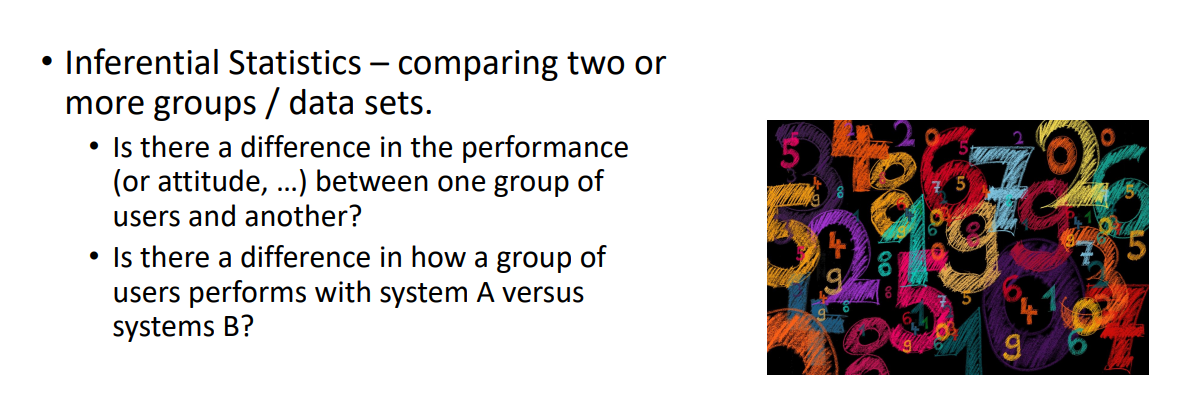 • Inferential Statistics – comparing two or
more groups / data sets.
• Is there a difference in the performance
(or attitude, ...) between one group of
users and another?
• Is there a difference in how a group of
users performs with system A versus
systems B?